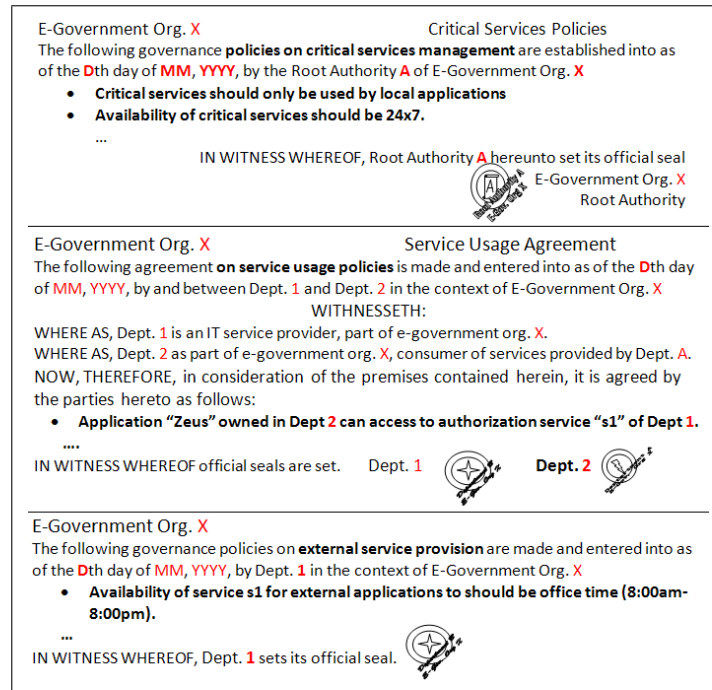 E-Government Org. X Critical Services Policies
The following governance policies on critical services management are established into as
of the Dth day of MM, YYYY, by the Root Authority A of E-Government Org. X
• Critical services should only be used by local applications
• Availability of critical services should be 24x7.
...
IN WITNESS WHEREOF, Root Authority A hereunto set its official seal
E-Government Org. X
Root Authority
A
Root Authority A
E-Gov. Org X
E-Government Org. X Service Usage Agreement
The following agreement on service usage policies is made and entered into as of the Dth day
of MM, YYYY, by and between Dept. 1 and Dept. 2 in the context of E-Government Org. X
WITHNESSETH:
WHERE AS, Dept. 1 is an IT service provider, part of e-government org. X.
WHERE AS, Dept. 2 as part of e-government org. X, consumer of services provided by Dept. A.
NOW, THEREFORE, in consideration of the premises contained herein, it is agreed by
the parties hereto as follows:
• Application “Zeus” owned in Dept 2 can access to authorization service “s1” of Dept 1.
....
IN WITNESS WHEREOF official seals are set. Dept. 1 Dept. 2
E-Government Org. X
The following governance policies on external service provision are made and entered into as
of the Dth day of MM, YYYY, by Dept. 1 in the context of E-Government Org. X
• Availability of service s1 for external applications to should be office time (8:00am-
8:00pm).
...
IN WITNESS WHEREOF, Dept. 1 sets its official seal.